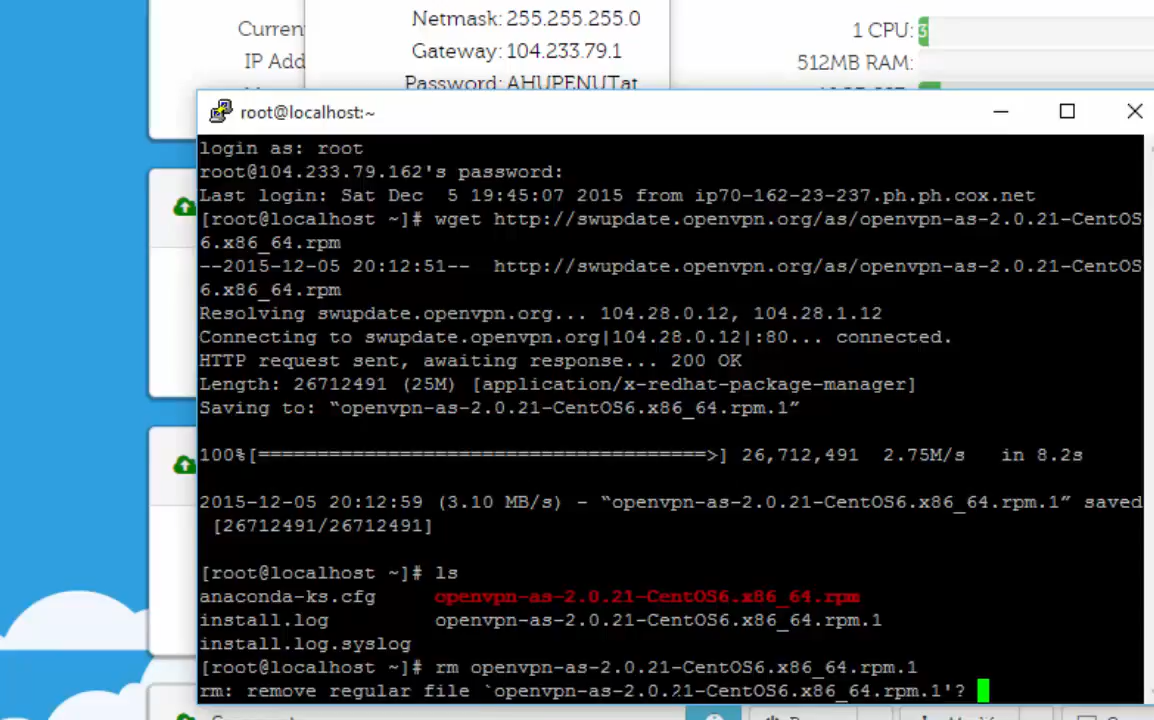 Netmask: 255.255.255.0
Curren
Gateway: 104.233.79.1
1 CPU: 3
IP Add
512MB RAM:
Password: AHUPENUTat
root@localhost:~
login as: root
root@104.233.79.162's password:
Last login: Sat Dec  5 19:45:07 2015 from ip70-162-23-237.ph.ph.cox.net
[root@localhost ~]# wget http://swupdate.openvpn.org/as/openvpn-as-2.0.21-CentOS
6.x86_64.rpm
--2015-12-05 20:12:51--  http://swupdate.openvpn.org/as/openvpn-as-2.0.21-CentOS
6.x86_64.rpm
Resolving swupdate.openvpn.org... 104.28.0.12, 104.28.1.12
Connecting to swupdate.openvpn.org|104.28.0.12|:80... connected.
HTTP request sent, awaiting response... 200 OK
Length: 26712491 (25M) [application/x-redhat-package-manager]
Saving to: “openvpn-as-2.0.21-CentOS6.x86_64.rpm.1”
100%[======================================>] 26,712,491  2.75M/s   in 8.2s
2015-12-05 20:12:59 (3.10 MB/s) - “openvpn-as-2.0.21-CentOS6.x86_64.rpm.1” saved
[26712491/26712491]
[root@localhost ~]# ls
anaconda-ks.cfg     openvpn-as-2.0.21-CentOS6.x86_64.rpm
install.log         openvpn-as-2.0.21-CentOS6.x86_64.rpm.1
install.log.syslog
[root@localhost ~]# rm openvpn-as-2.0.21-CentOS6.x86_64.rpm.1
rm: remove regular file `openvpn-as-2.0.21-CentOS6.x86_64.rpm.1'?